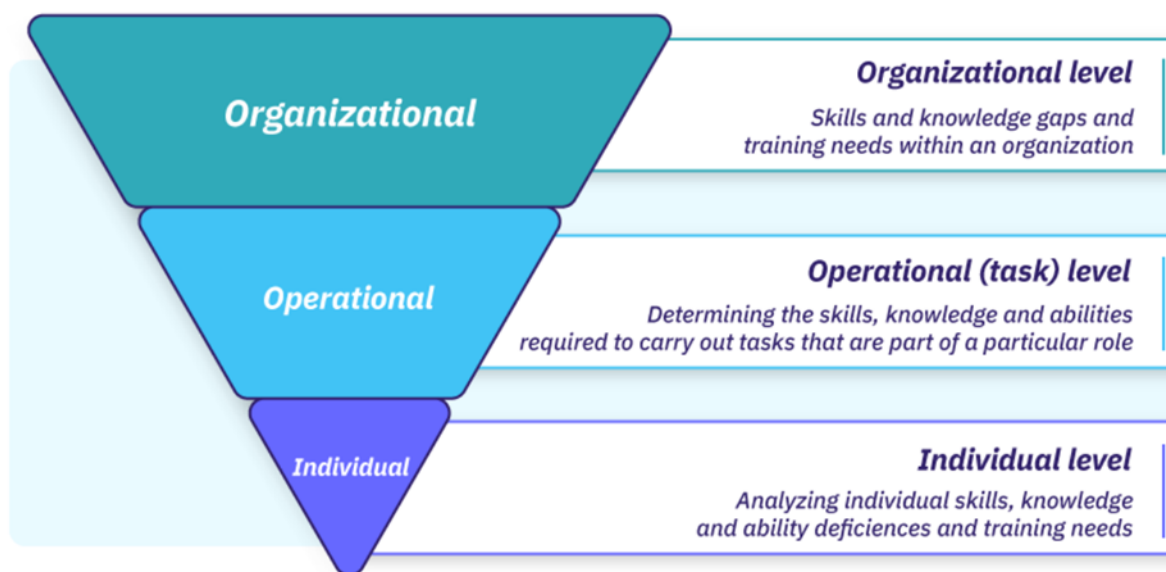 Organizational
Organizational level
Skills and knowledge gaps and
training needs within an organization
Operational
Operational (task) level
Determining the skills, knowledge and abilities
required to carry out tasks that are part of a particular role
Individual
Individual level
Analyzing individual skills, knowledge
and ability deficiences and training needs